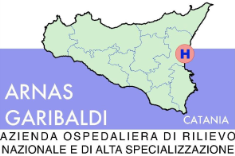 H
ARNAS
GARIBALDI
CATANIA
AZIENDA OSPEDALIERA DI RILIEVO
NAZIONALE E DI ALTA SPECIALIZZAZIONE